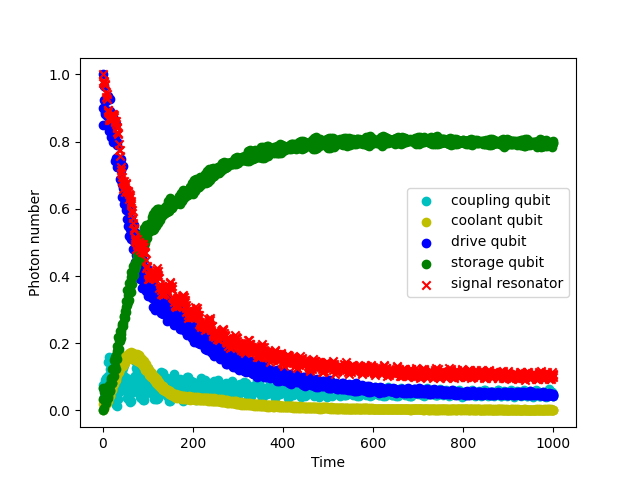 1.0
0.8
0.6
0.4
0.2
0.0
Photon number
coupling qubit
coolant qubit
drive qubit
storage qubit
signal resonator
0
200
400
600
800
1000
Time